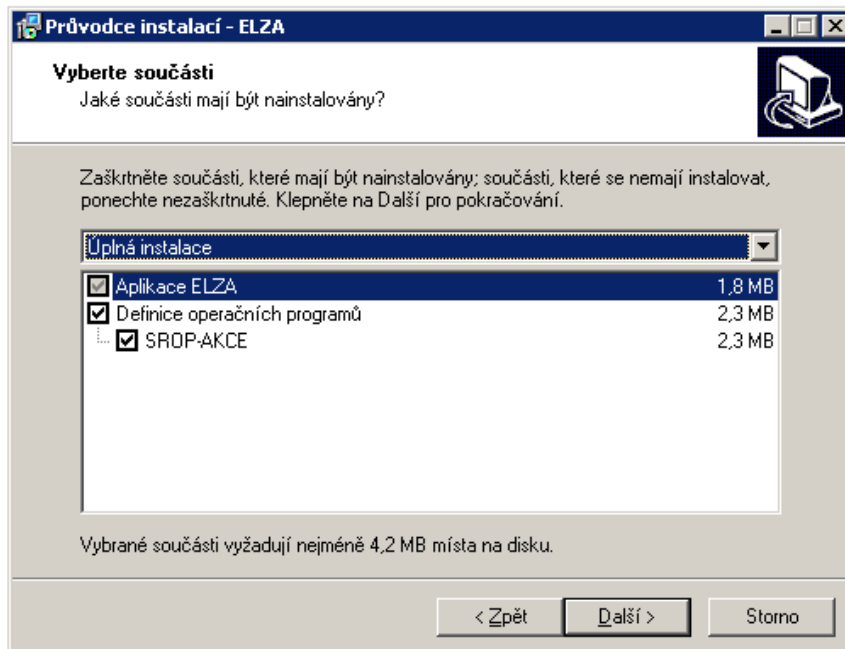 Průvodce instalací - ELZA
Vyberte součásti
Jaké součásti mají být nainstalovány?
Zaškrtněte součásti, které mají být nainstalovány; součásti, které se nemají instalovat,
ponechte nezaškrtnuté. Klepněte na Další pro pokračování.
Úplná instalace
Aplikace ELZA 1,8 MB
Definice operačních programů 2,3 MB
SROP-AKCE 2,3 MB
Vybrané součásti vyžadují nejméně 4,2 MB místa na disku.
< Zpět Další > Storno